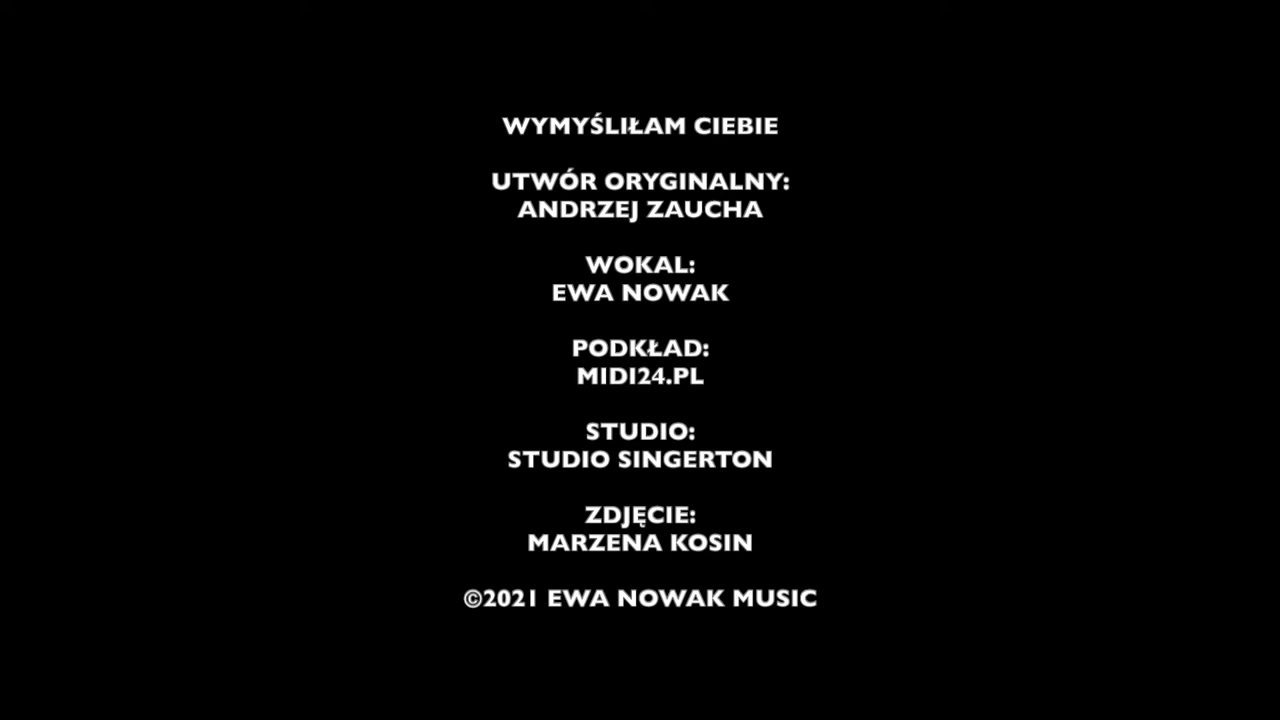 WYMYŚLIŁAM CIEBIE
UTWÓR ORYGINALNY:
ANDRZEJ ZAUCHA
WOKAL:
EWA NOWAK
PODKŁAD:
MIDI24.PL
STUDIO:
STUDIO SINGERTON
ZDJĘCIE:
MARZENA KOSIN
©2021 EWA NOWAK MUSIC